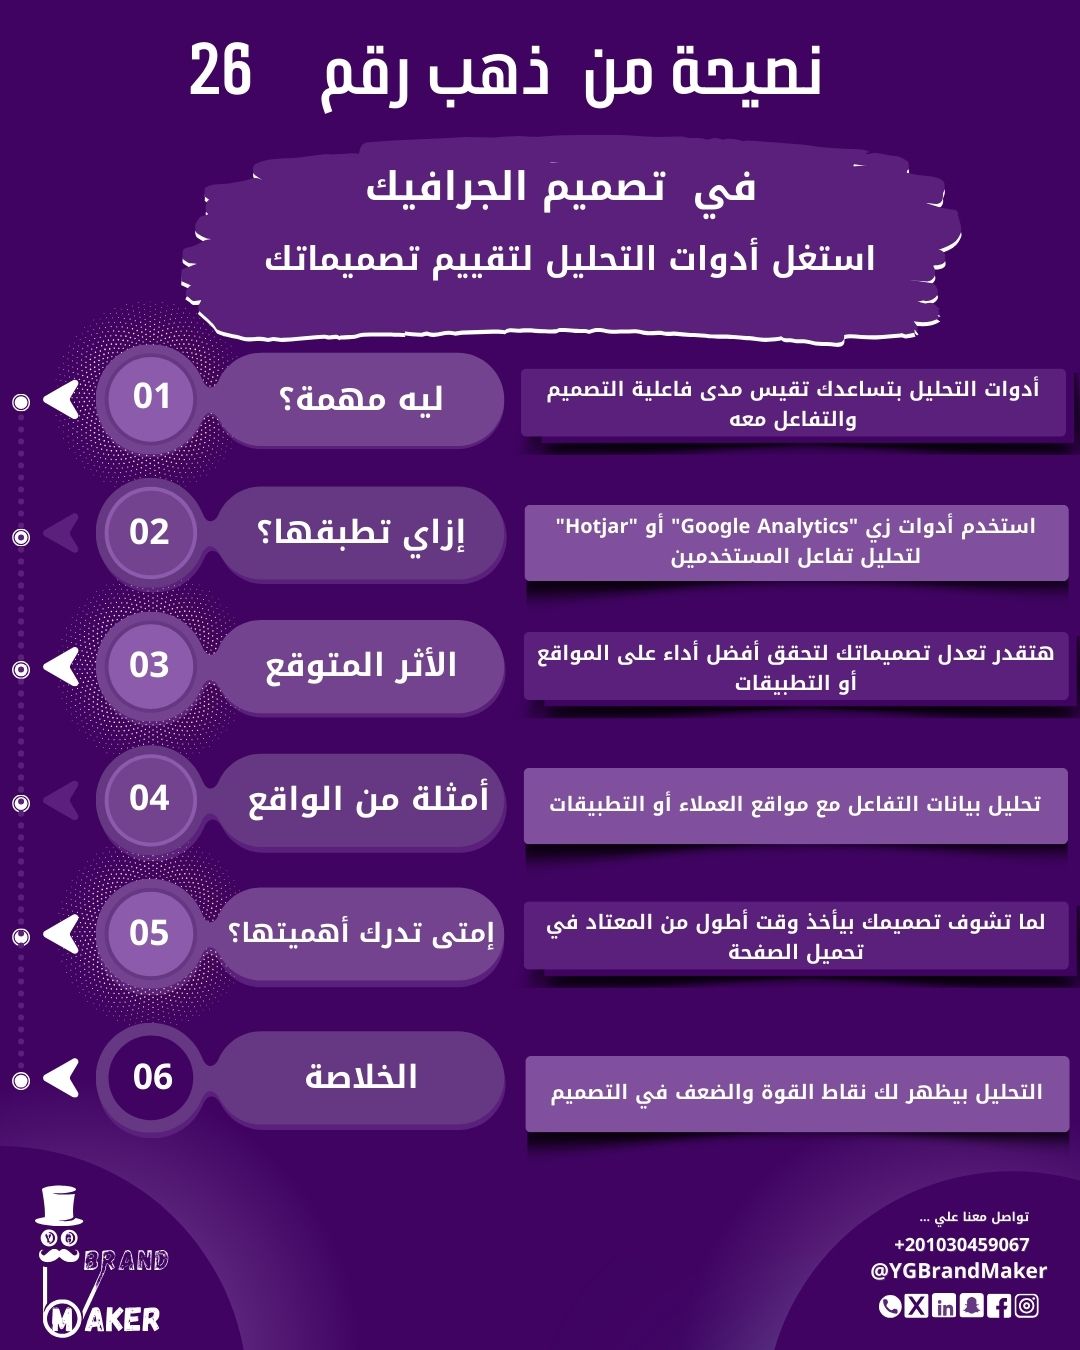 نصيحة من ذهب رقم 26
في تصميم الجرافيك
استغل أدوات التحليل لتقييم تصميماتك
01
ليه مهمة؟
أدوات التحليل بتساعدك تقيس مدى فاعلية التصميم
والتفاعل معه
02
إزاي تطبقها؟
استخدم أدوات زي "Google Analytics" أو "Hotjar"
لتحليل تفاعل المستخدمين
03
الأثر المتوقع
هتقدر تعدل تصميماتك لتحقق أفضل أداء على المواقع
أو التطبيقات
04
أمثلة من الواقع
تحليل بيانات التفاعل مع مواقع العملاء أو التطبيقات
05
إمتى تدرك أهميتها؟
لما تشوف تصميمك بيأخذ وقت أطول من المعتاد في
تحميل الصفحة
06
الخلاصة
التحليل بيظهر لك نقاط القوة والضعف في التصميم
تواصل معنا علي ...
+201030459067
@YGBrandMaker
BRAND
MAKER